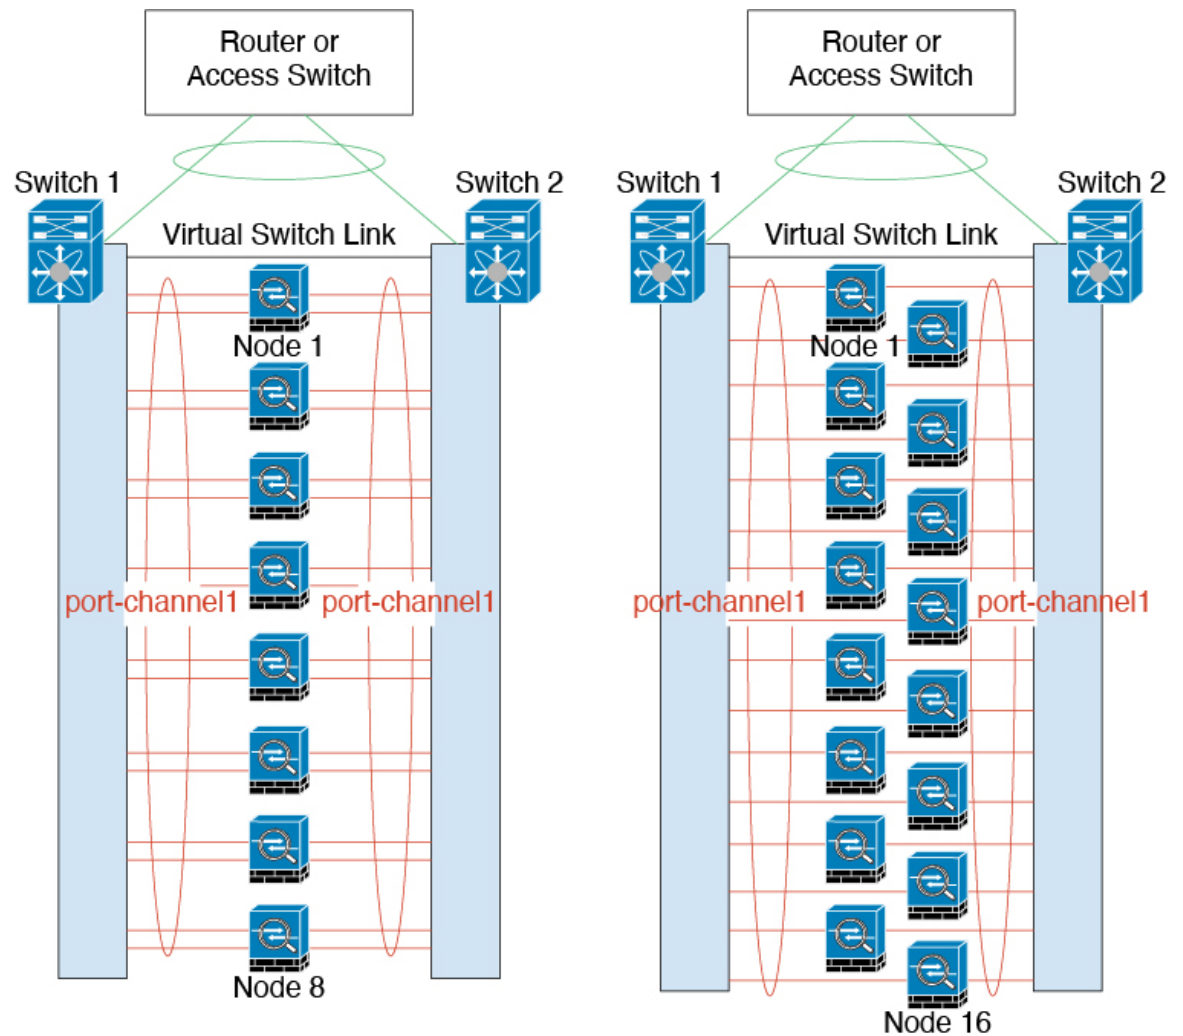 Router or
Access Switch
Switch 1
Switch 2
Virtual Switch Link
Node 1
port-channel1
port-channel1
Node 8
Router or
Access Switch
Switch 1
Switch 2
Virtual Switch Link
Node 1
port-channel1
port-channel1
Node 16